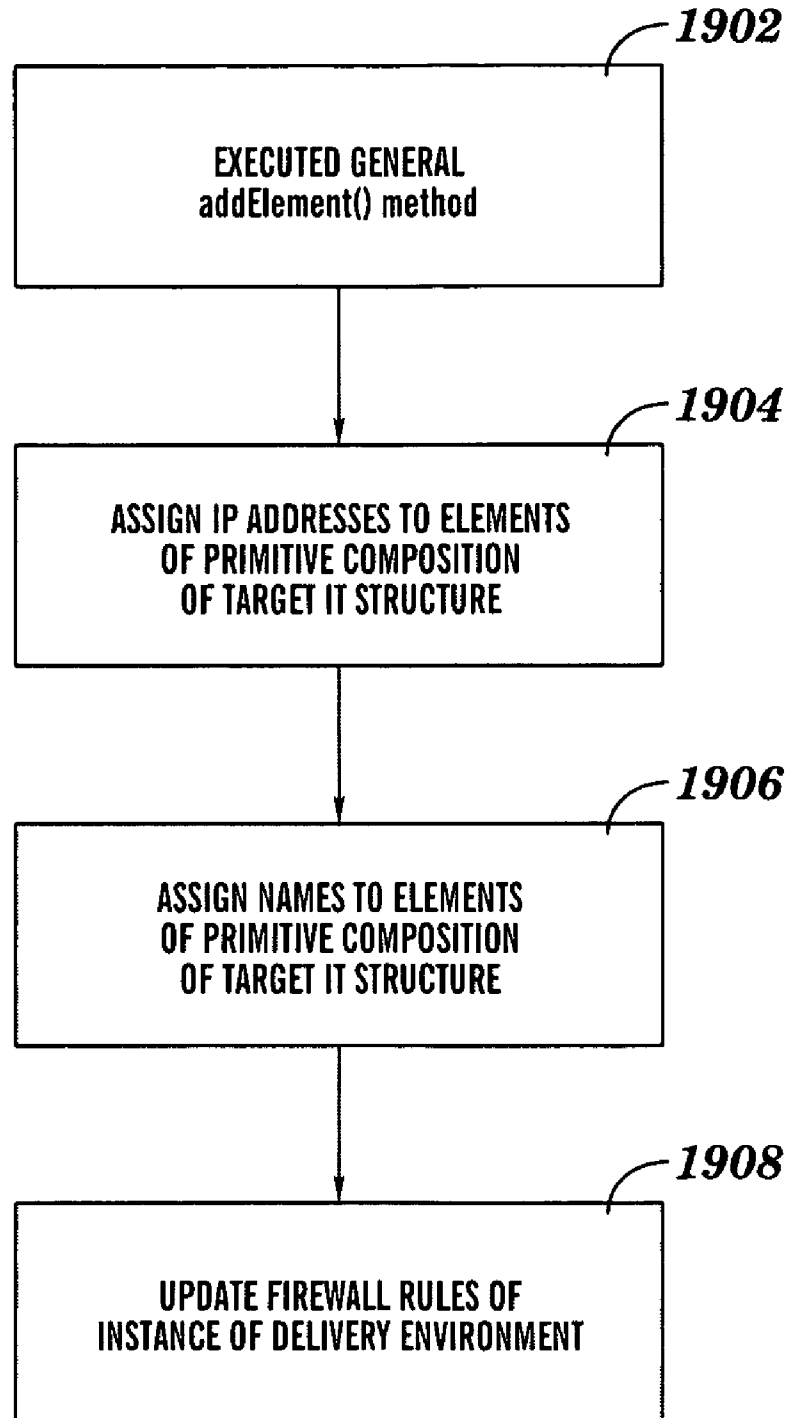 1902
EXECUTED GENERAL
addElement() method
1904
ASSIGN IP ADDRESSES TO ELEMENTS
OF PRIMITIVE COMPOSITION
OF TARGET IT STRUCTURE
1906
ASSIGN NAMES TO ELEMENTS
OF PRIMITIVE COMPOSITION
OF TARGET IT STRUCTURE
1908
UPDATE FIREWALL RULES OF
INSTANCE OF DELIVERY ENVIRONMENT